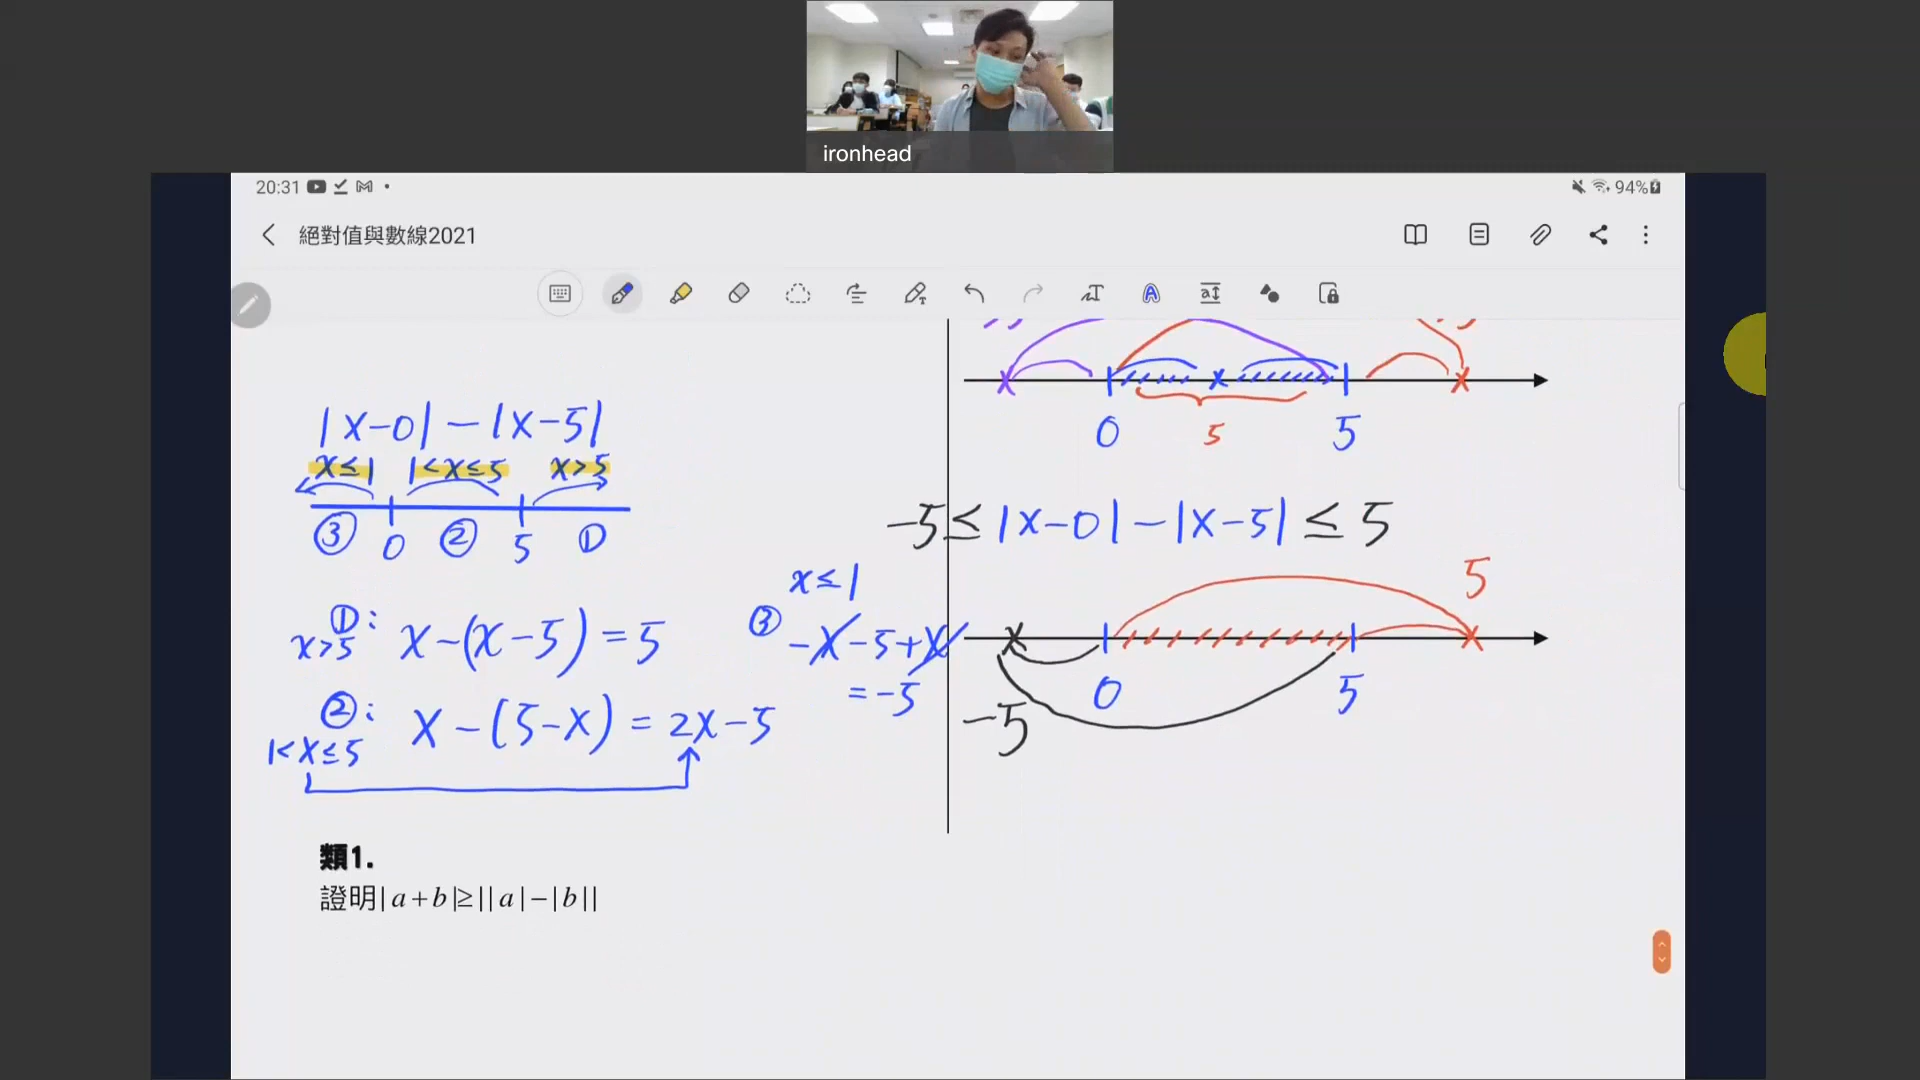 ironhead
20:31
94%
絕對值與數線2021
|x-0|-|x-5|
x≤1 1<x≤5 x>5
③ 0 ② 5 ①
①: x-(x-5)=5
x>5
②: x-(5-x)=2x-5
1<x≤5
x≤1
③ -x-5+x
=-5
0 5 5
-5≤|x-0|-|x-5|≤5
5
0 5
-5
類1.
證明|a+b|≥||a|-|b||